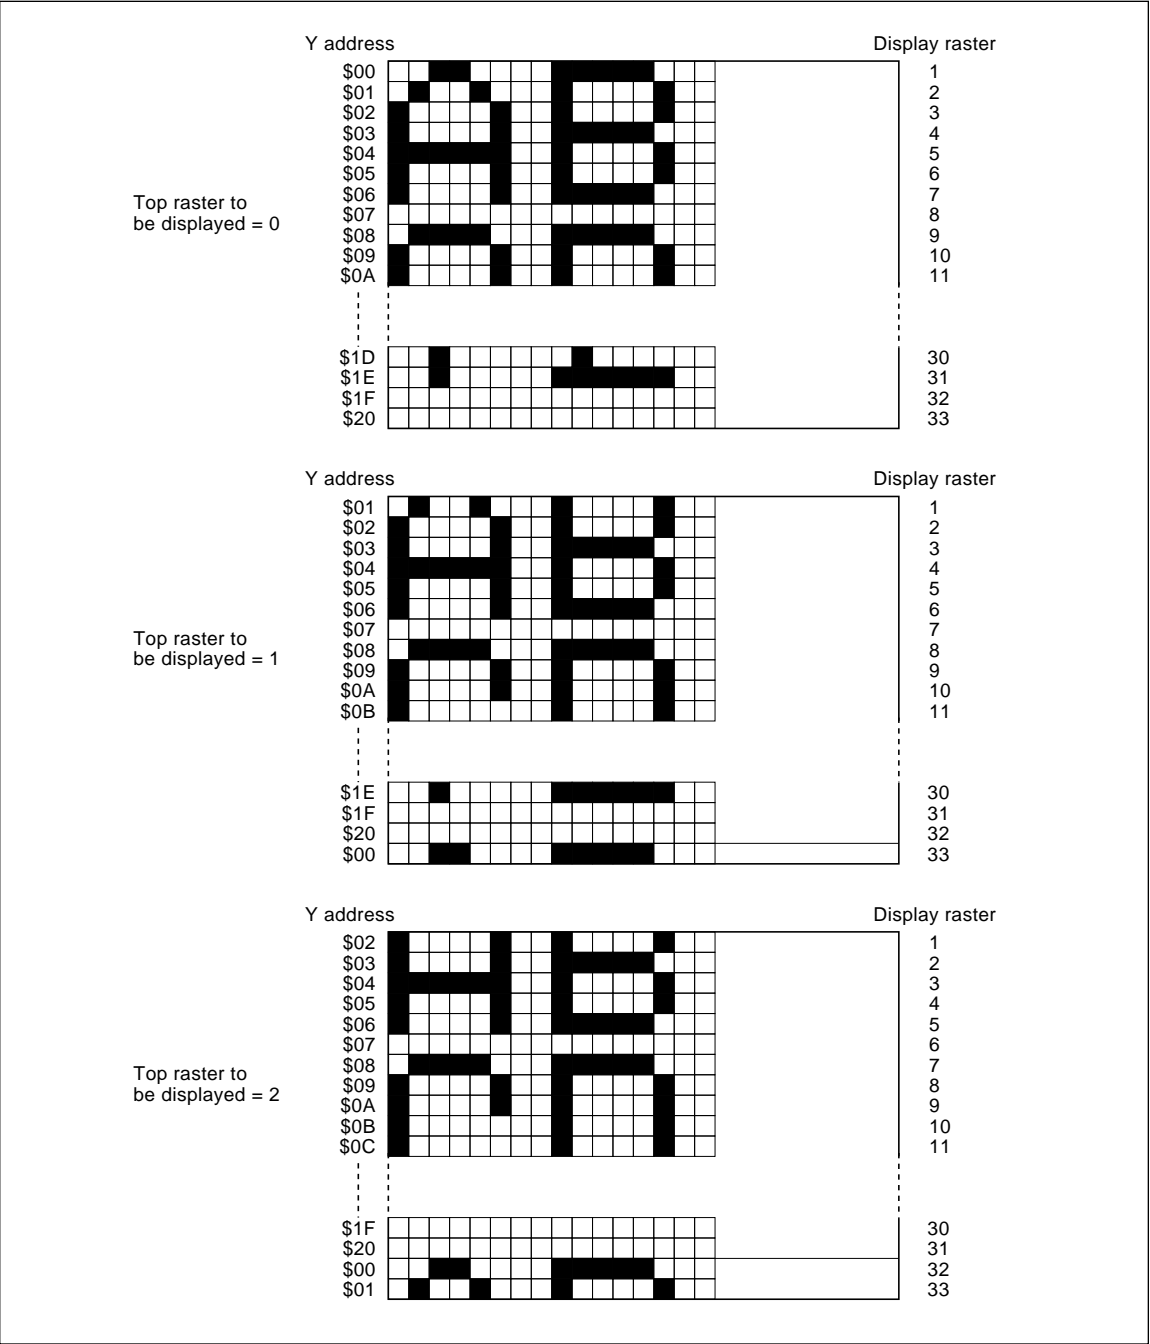 Y address Display raster
$00 1
$01 2
$02 3
$03 4
$04 5
$05 6
$06 7
Top raster to
be displayed = 0
$07 8
$08 9
$09 10
$0A 11
$1D 30
$1E 31
$1F 32
$20 33
Y address Display raster
$01 1
$02 2
$03 3
$04 4
$05 5
$06 6
$07 7
Top raster to
be displayed = 1
$08 8
$09 9
$0A 10
$0B 11
$1E 30
$1F 31
$20 32
$00 33
Y address Display raster
$02 1
$03 2
$04 3
$05 4
$06 5
$07 6
$08 7
Top raster to
be displayed = 2
$09 8
$0A 9
$0B 10
$0C 11
$1F 30
$20 31
$00 32
$01 33